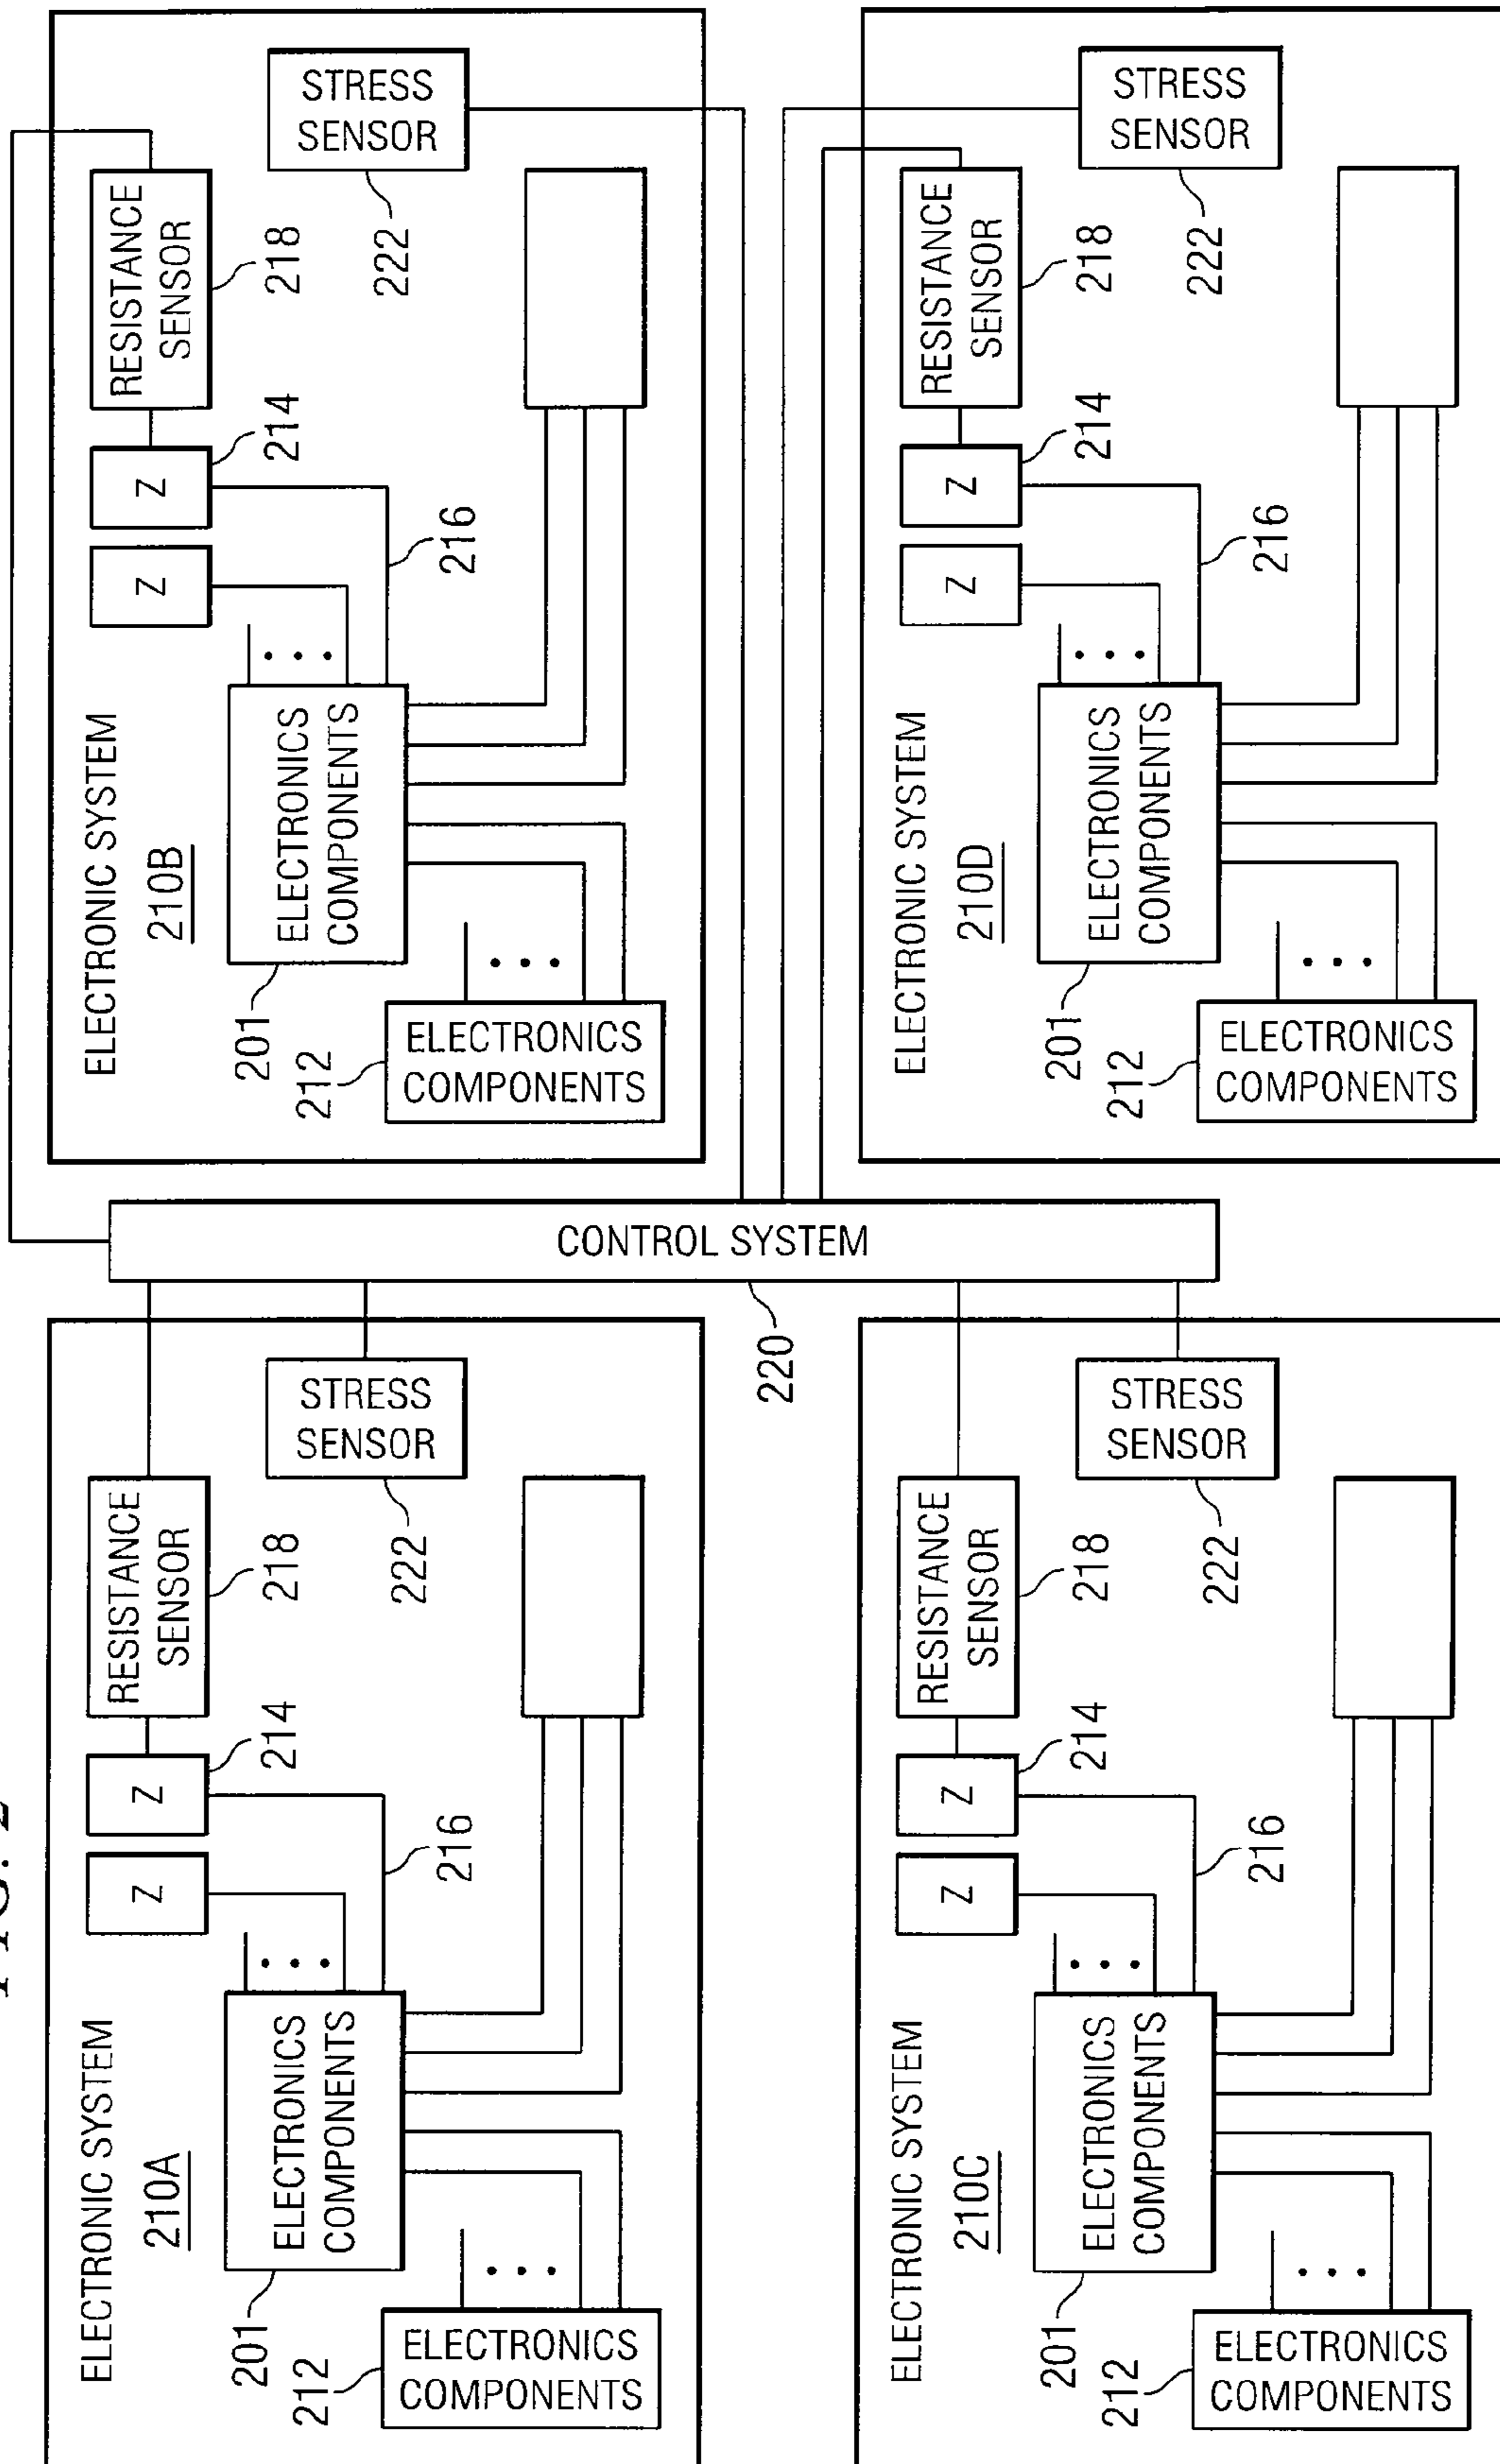 FIG. 2
ELECTRONIC SYSTEM
210A
201
ELECTRONICS
COMPONENTS
212
ELECTRONICS
COMPONENTS
Z
Z
214
216
RESISTANCE
SENSOR
218
STRESS
SENSOR
222
ELECTRONIC SYSTEM
210B
201
ELECTRONICS
COMPONENTS
212
ELECTRONICS
COMPONENTS
Z
Z
214
216
RESISTANCE
SENSOR
218
STRESS
SENSOR
222
CONTROL SYSTEM
220
ELECTRONIC SYSTEM
210C
201
ELECTRONICS
COMPONENTS
212
ELECTRONICS
COMPONENTS
Z
Z
214
216
RESISTANCE
SENSOR
218
STRESS
SENSOR
222
ELECTRONIC SYSTEM
210D
201
ELECTRONICS
COMPONENTS
212
ELECTRONICS
COMPONENTS
Z
Z
214
216
RESISTANCE
SENSOR
218
STRESS
SENSOR
222